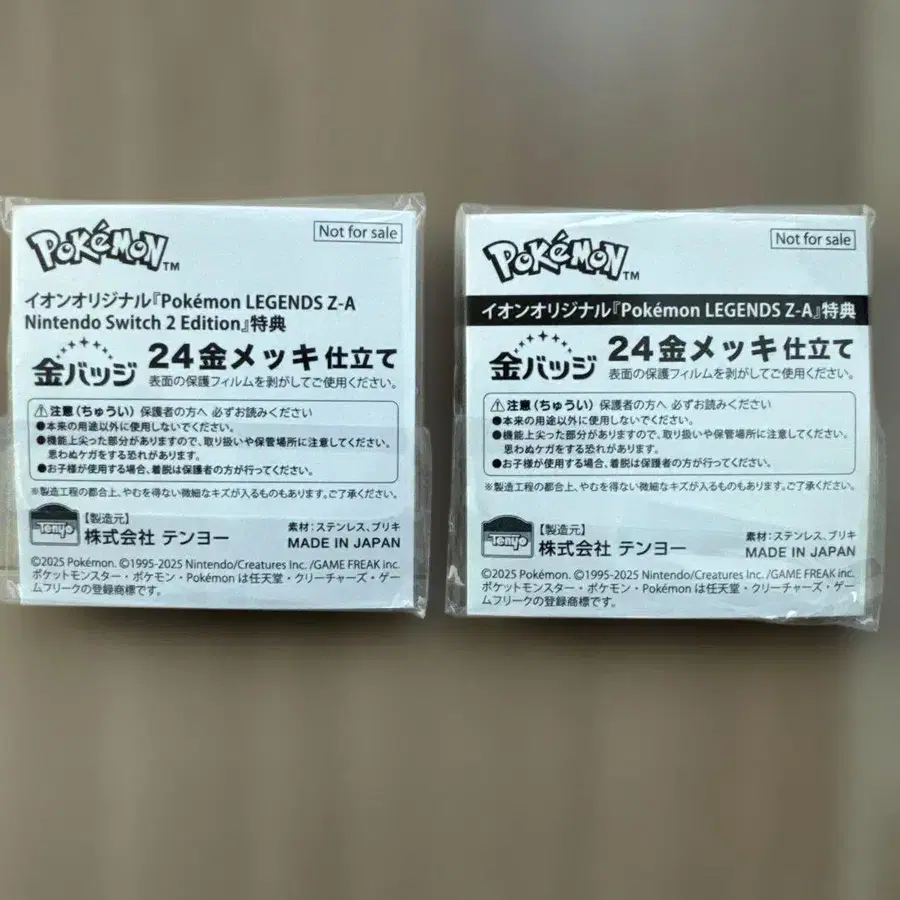 POKéMON™
Not for sale
イオンオリジナル『Pokémon LEGENDS Z-A
Nintendo Switch 2 Edition』特典
金バッジ
24金メッキ仕立て
表面の保護フィルムを剥がしてご使用ください。
⚠注意(ちゅうい) 保護者の方へ 必ずお読みください
●本来の用途以外に使用しないでください。
●機能上尖った部分がありますので、取り扱いや保管場所に注意してください。
思わぬケガをする恐れがあります。
●お子様が使用する場合、着脱は保護者の方が行ってください。
※製造工程の都合上、やむを得ない微細なキズが入るものもあります。ご了承ください。
Tenyo
【製造元】
株式会社 テンヨー
素材:ステンレス、ブリキ
MADE IN JAPAN
©2025 Pokémon. ©1995-2025 Nintendo/Creatures Inc. /GAME FREAK inc.
ポケットモンスター・ポケモン・Pokémonは任天堂・クリーチャーズ・ゲー
ムフリークの登録商標です。
POKéMON™
Not for sale
イオンオリジナル『Pokémon LEGENDS Z-A』特典
金バッジ
24金メッキ仕立て
表面の保護フィルムを剥がしてご使用ください。
⚠注意(ちゅうい) 保護者の方へ 必ずお読みください
●本来の用途以外に使用しないでください。
●機能上尖った部分がありますので、取り扱いや保管場所に注意してください。
思わぬケガをする恐れがあります。
●お子様が使用する場合、着脱は保護者の方が行ってください。
※製造工程の都合上、やむを得ない微細なキズが入るものもあります。ご了承ください。
Tenyo
【製造元】
株式会社 テンヨー
素材:ステンレス、ブリキ
MADE IN JAPAN
©2025 Pokémon. ©1995-2025 Nintendo/Creatures Inc. /GAME FREAK inc.
ポケットモンスター・ポケモン・Pokémonは任天堂・クリーチャーズ・ゲー
ムフリークの登録商標です。